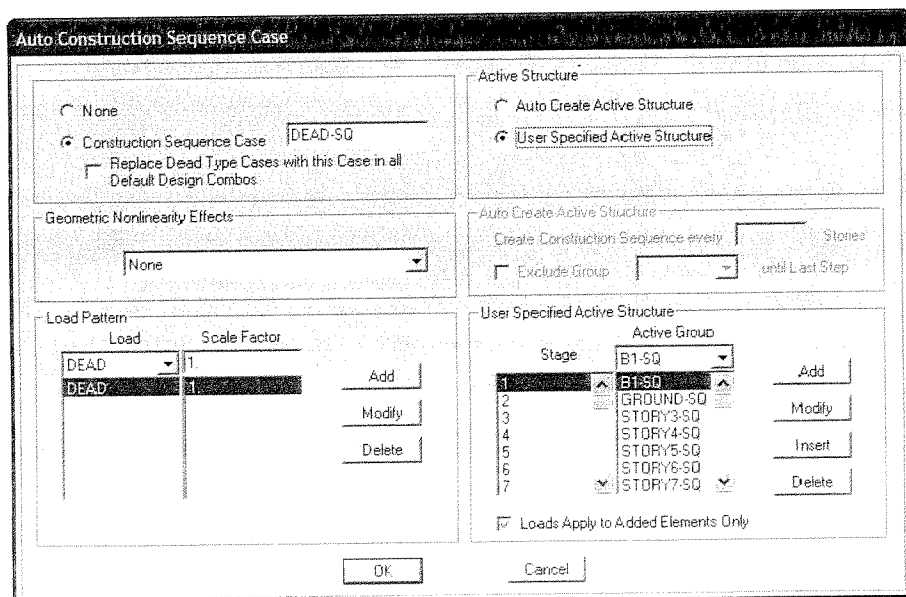 Auto Construction Sequence Case
None
Construction Sequence Case DEAD-SQ
Replace Dead Type Cases with this Case in all
Default Design Combos
Active Structure
Auto Create Active Structure
User Specified Active Structure
Geometric Nonlinearity Effects
None
Auto Create Active Structure
Create Construction Sequence every Stories
Exclude Group until Last Step
Load Pattern
Load Scale Factor
DEAD 1.
DEAD 1
Add
Modify
Delete
User Specified Active Structure
Active Group
Stage B1-SQ
1 B1-SQ
2 GROUND-SQ
3 STORY3-SQ
4 STORY4-SQ
5 STORY5-SQ
6 STORY6-SQ
7 STORY7-SQ
Add
Modify
Insert
Delete
Loads Apply to Added Elements Only
OK Cancel